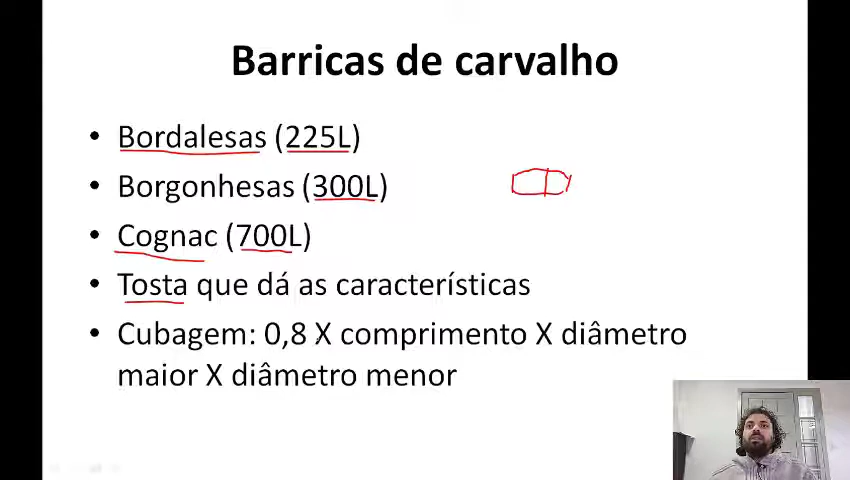 Barricas de carvalho
• Bordalesas (225L)
• Borgonhesas (300L)
• Cognac (700L)
• Tosta que dá as características
• Cubagem: 0,8 X comprimento X diâmetro
maior X diâmetro menor